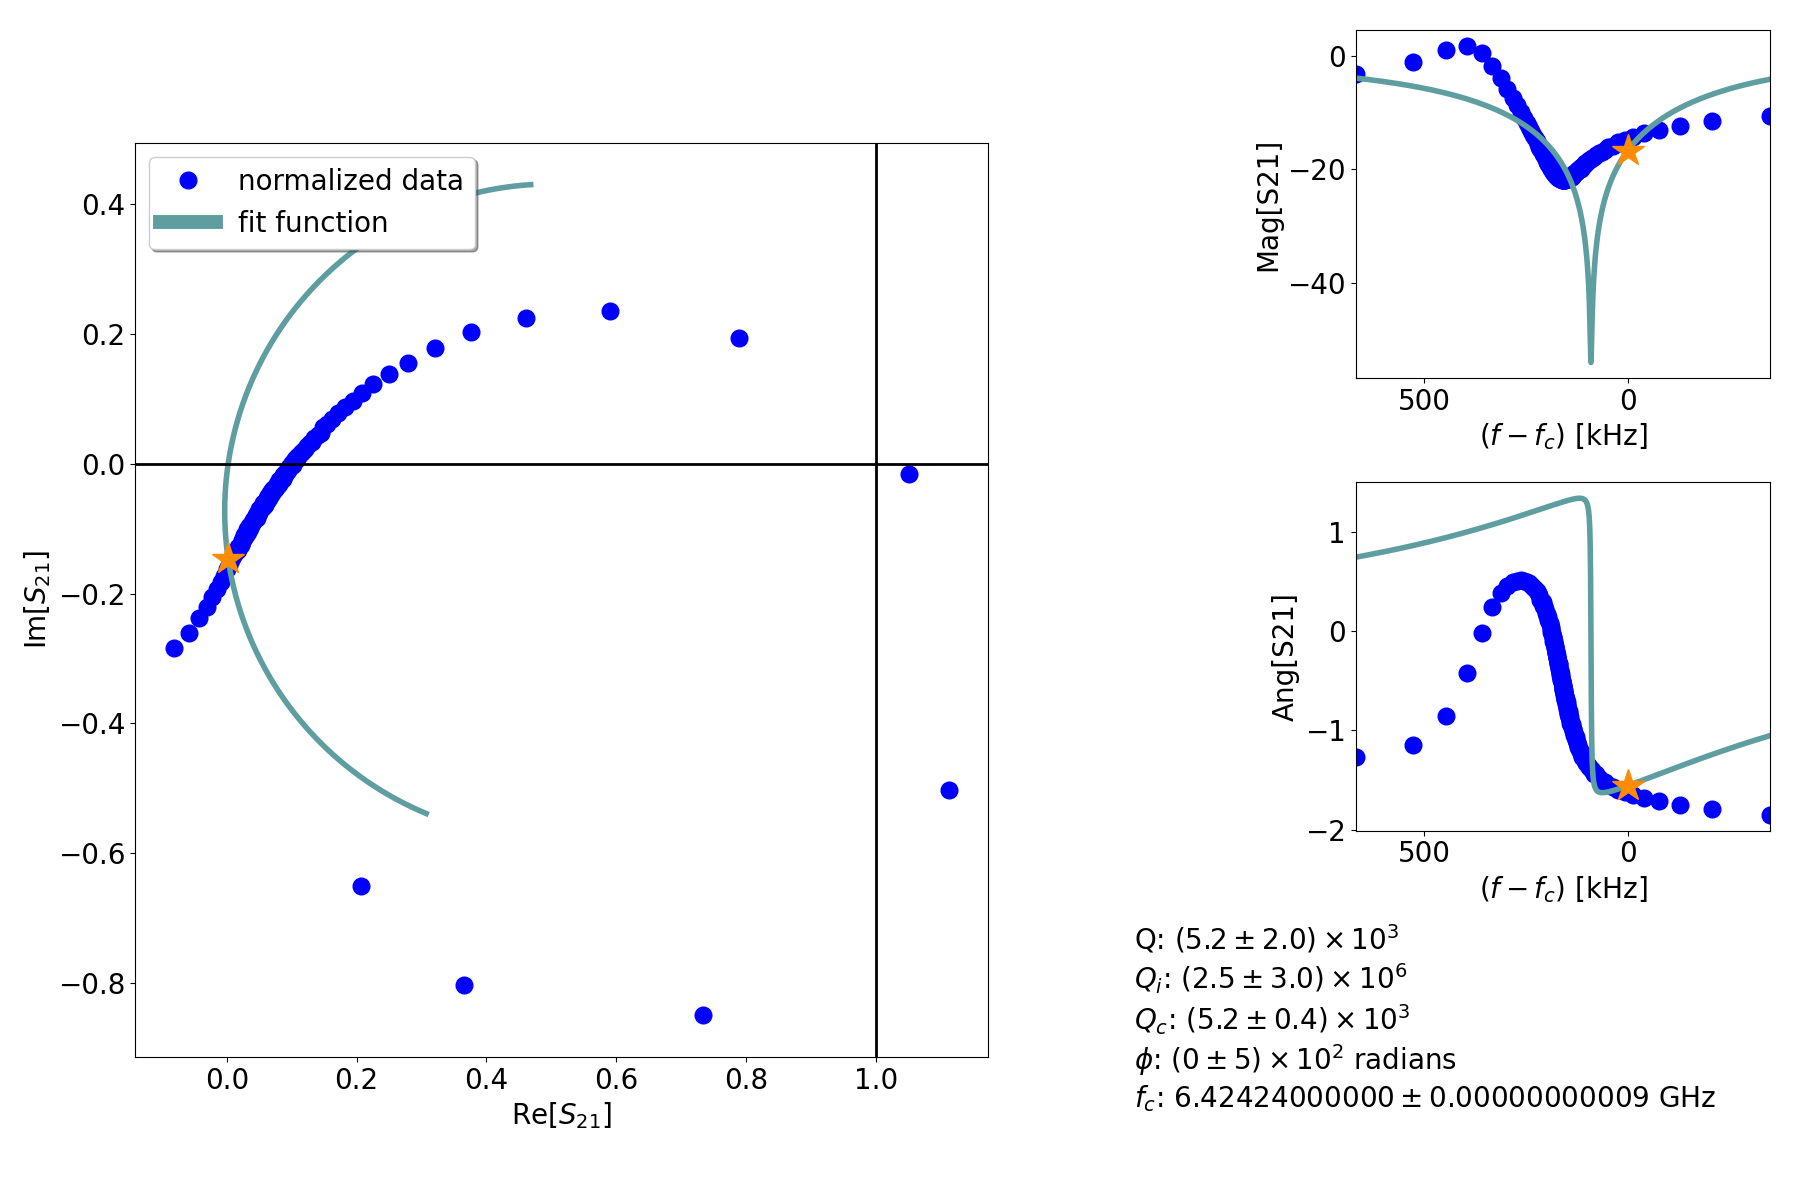 normalized data
fit function
0.4
0.2
0.0
−0.2
−0.4
−0.6
−0.8
Im[S21]
0.0 0.2 0.4 0.6 0.8 1.0
Re[S21]
0
−20
−40
Mag[S21]
500 0
(f − fc) [kHz]
1
0
−1
−2
Ang[S21]
500 0
(f − fc) [kHz]
Q: (5.2 ± 2.0) × 10³
Qi: (2.5 ± 3.0) × 10⁶
Qc: (5.2 ± 0.4) × 10³
ϕ: (0 ± 5) × 10² radians
fc: 6.42424000000 ± 0.00000000009 GHz